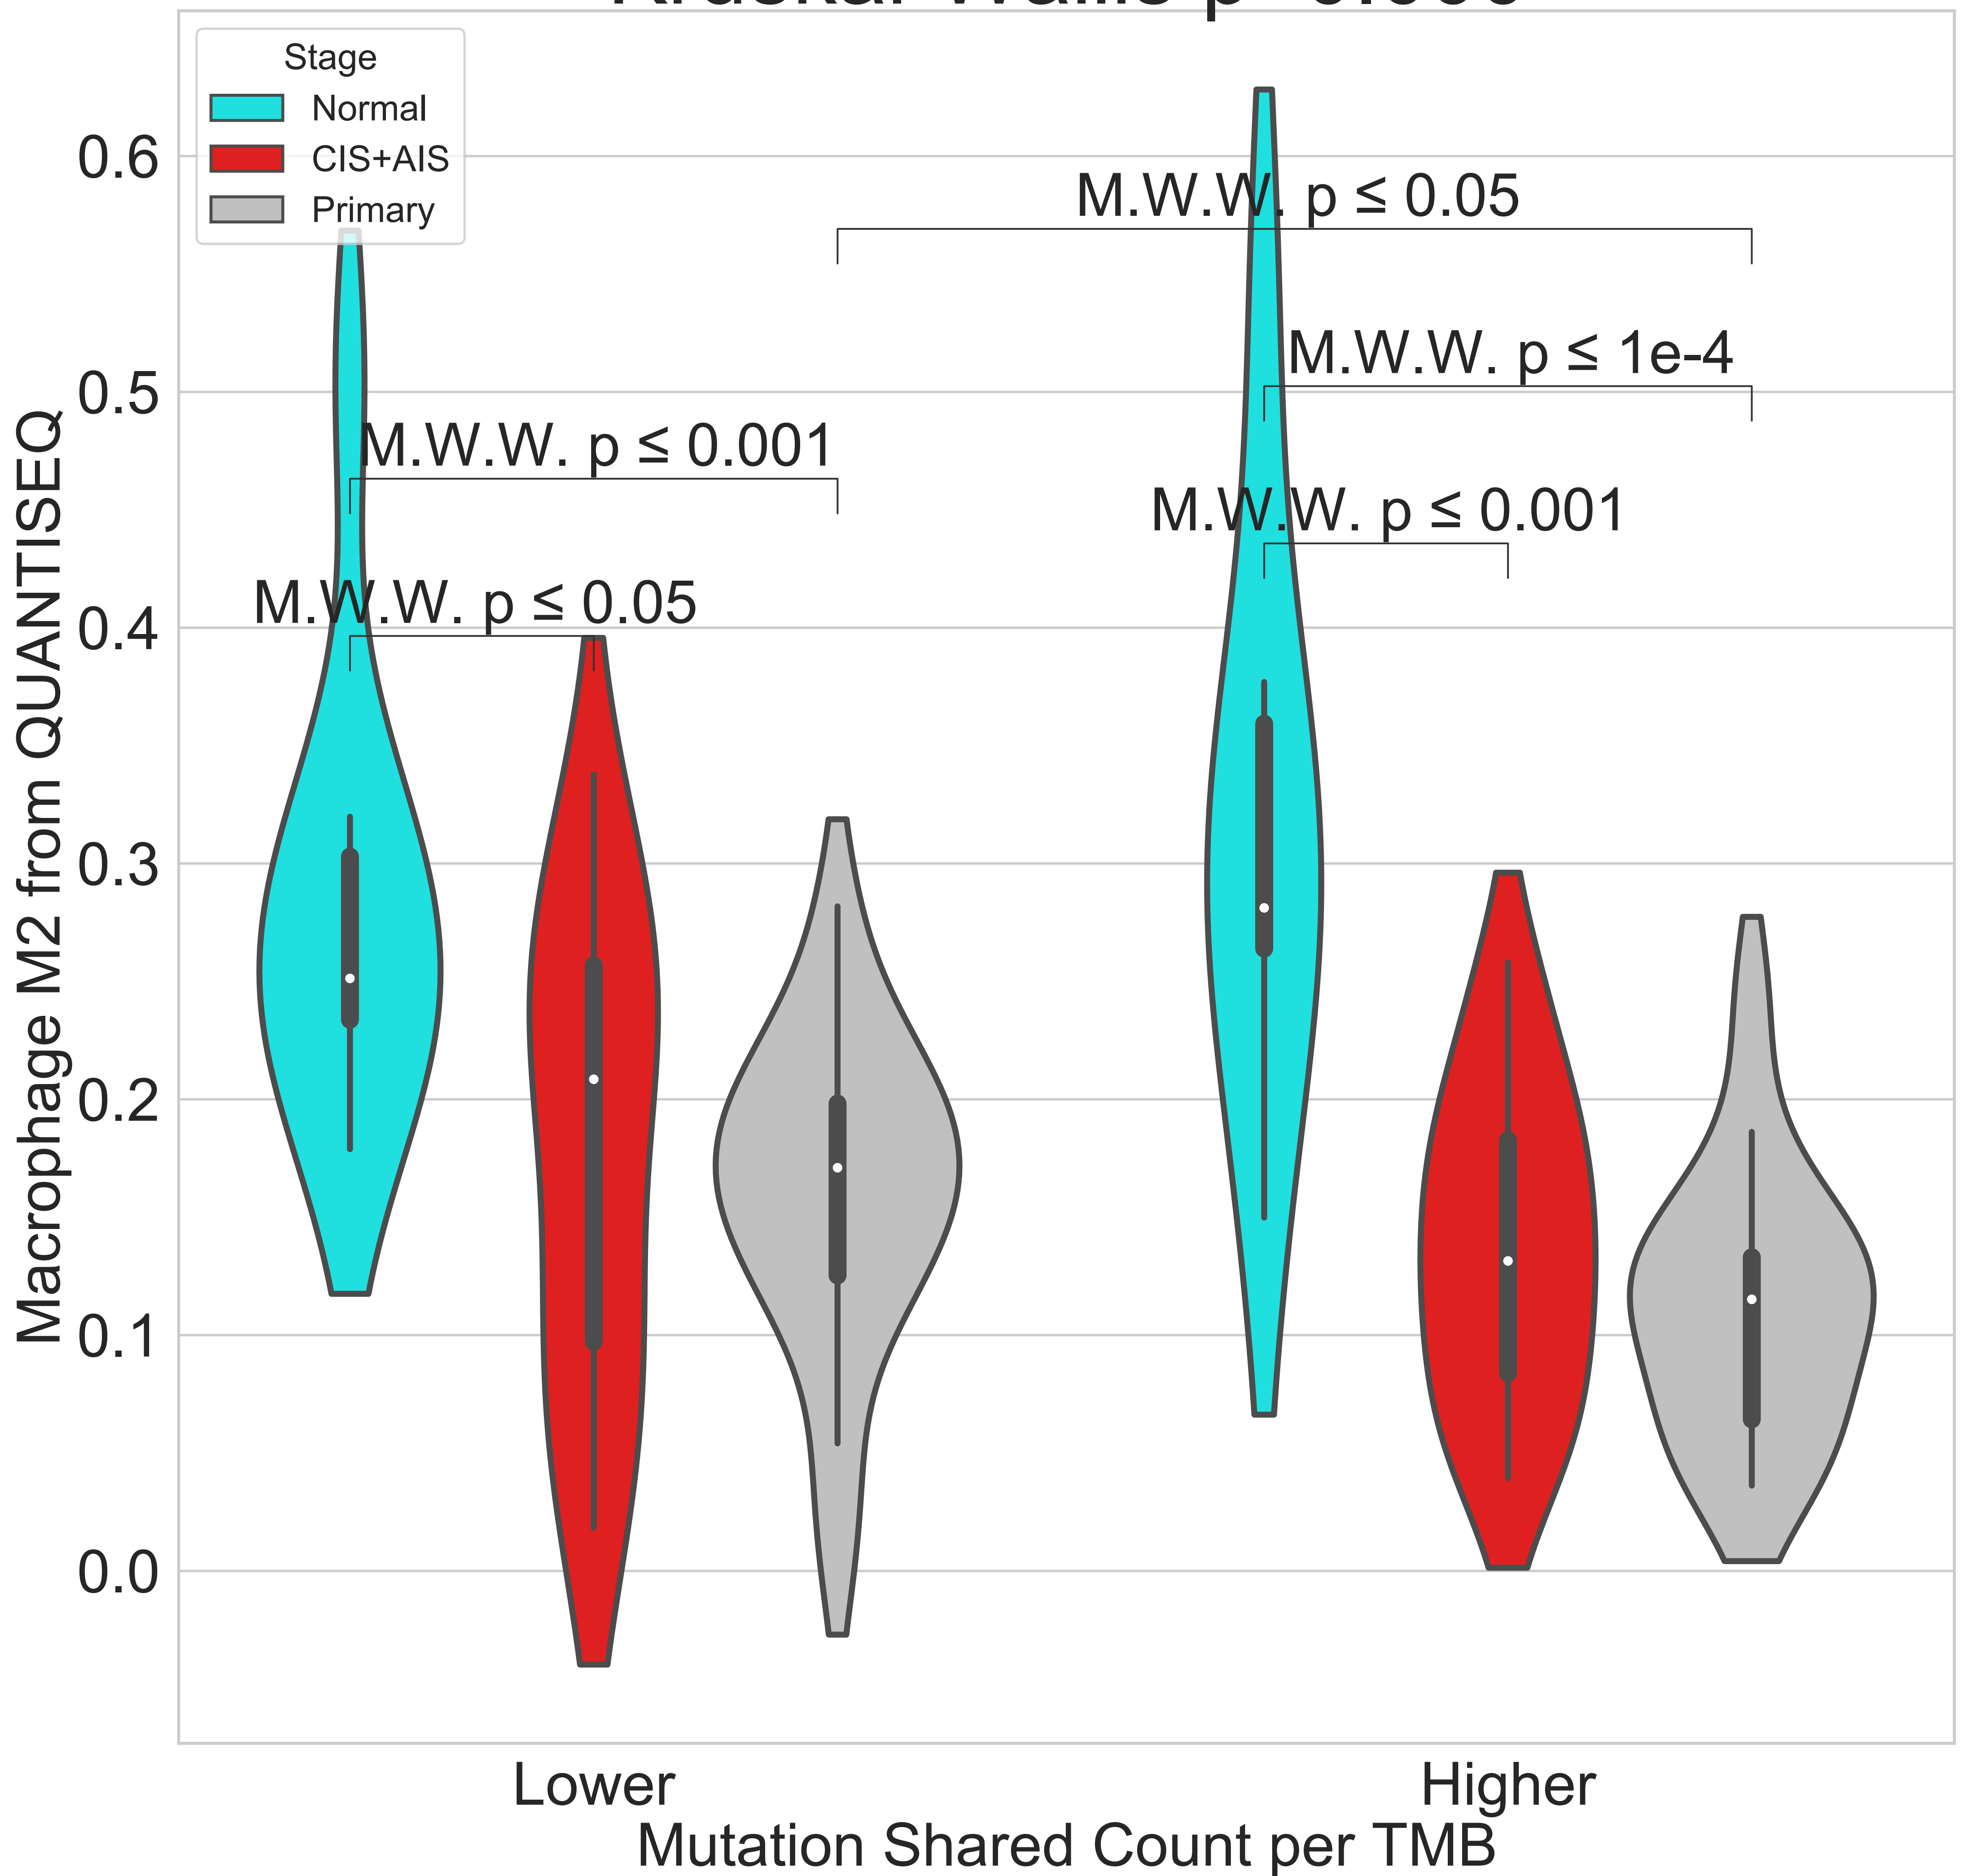 Stage
Normal
CIS+AIS
Primary
0.6
0.5
0.4
0.3
0.2
0.1
0.0
Macrophage M2 from QUANTISEQ
M.W.W. p ≤ 0.05
M.W.W. p ≤ 1e-4
M.W.W. p ≤ 0.001
M.W.W. p ≤ 0.001
M.W.W. p ≤ 0.05
Lower
Higher
Mutation Shared Count per TMB